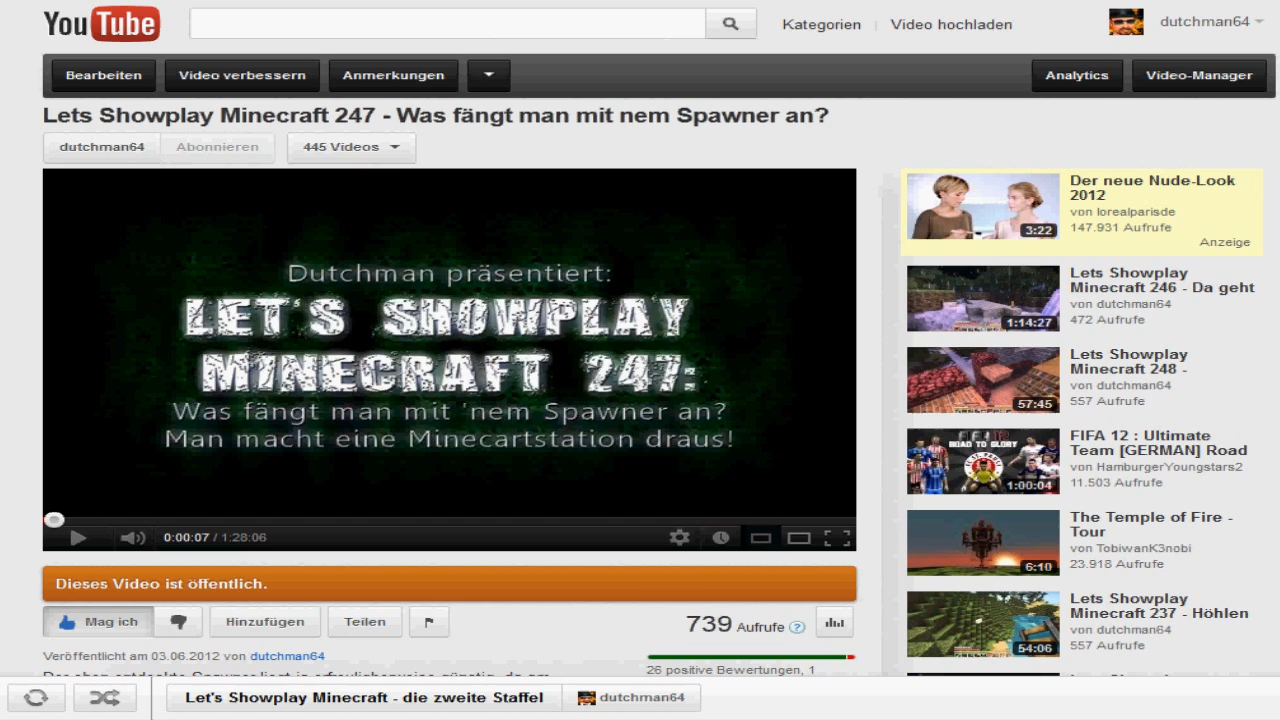 YouTube
Kategorien
Video hochladen
dutchman64
Bearbeiten
Video verbessern
Anmerkungen
Analytics
Video-Manager
Lets Showplay Minecraft 247 - Was fängt man mit nem Spawner an?
dutchman64
Abonnieren
445 Videos
Dutchman präsentiert:
LET'S SHOWPLAY
MINECRAFT 247:
Was fängt man mit 'nem Spawner an?
Man macht eine Minecartstation draus!
0:00:07 / 1:28:06
Dieses Video ist öffentlich.
Mag ich
Hinzufügen
Teilen
739 Aufrufe ?
Veröffentlicht am 03.06.2012 von dutchman64
26 positive Bewertungen, 1
3:22
Der neue Nude-Look
2012
von lorealparisde
147.931 Aufrufe
Anzeige
1:14:27
Lets Showplay
Minecraft 246 - Da geht
von dutchman64
472 Aufrufe
57:45
Lets Showplay
Minecraft 248 -
von dutchman64
557 Aufrufe
FIFA 12
ROAD TO GLORY
1:00:04
FIFA 12 : Ultimate
Team [GERMAN] Road
von HamburgerYoungstars2
11.503 Aufrufe
6:10
The Temple of Fire -
Tour
von TobiwanK3nobi
23.918 Aufrufe
54:06
Lets Showplay
Minecraft 237 - Höhlen
von dutchman64
557 Aufrufe
Let's Showplay Minecraft - die zweite Staffel
dutchman64